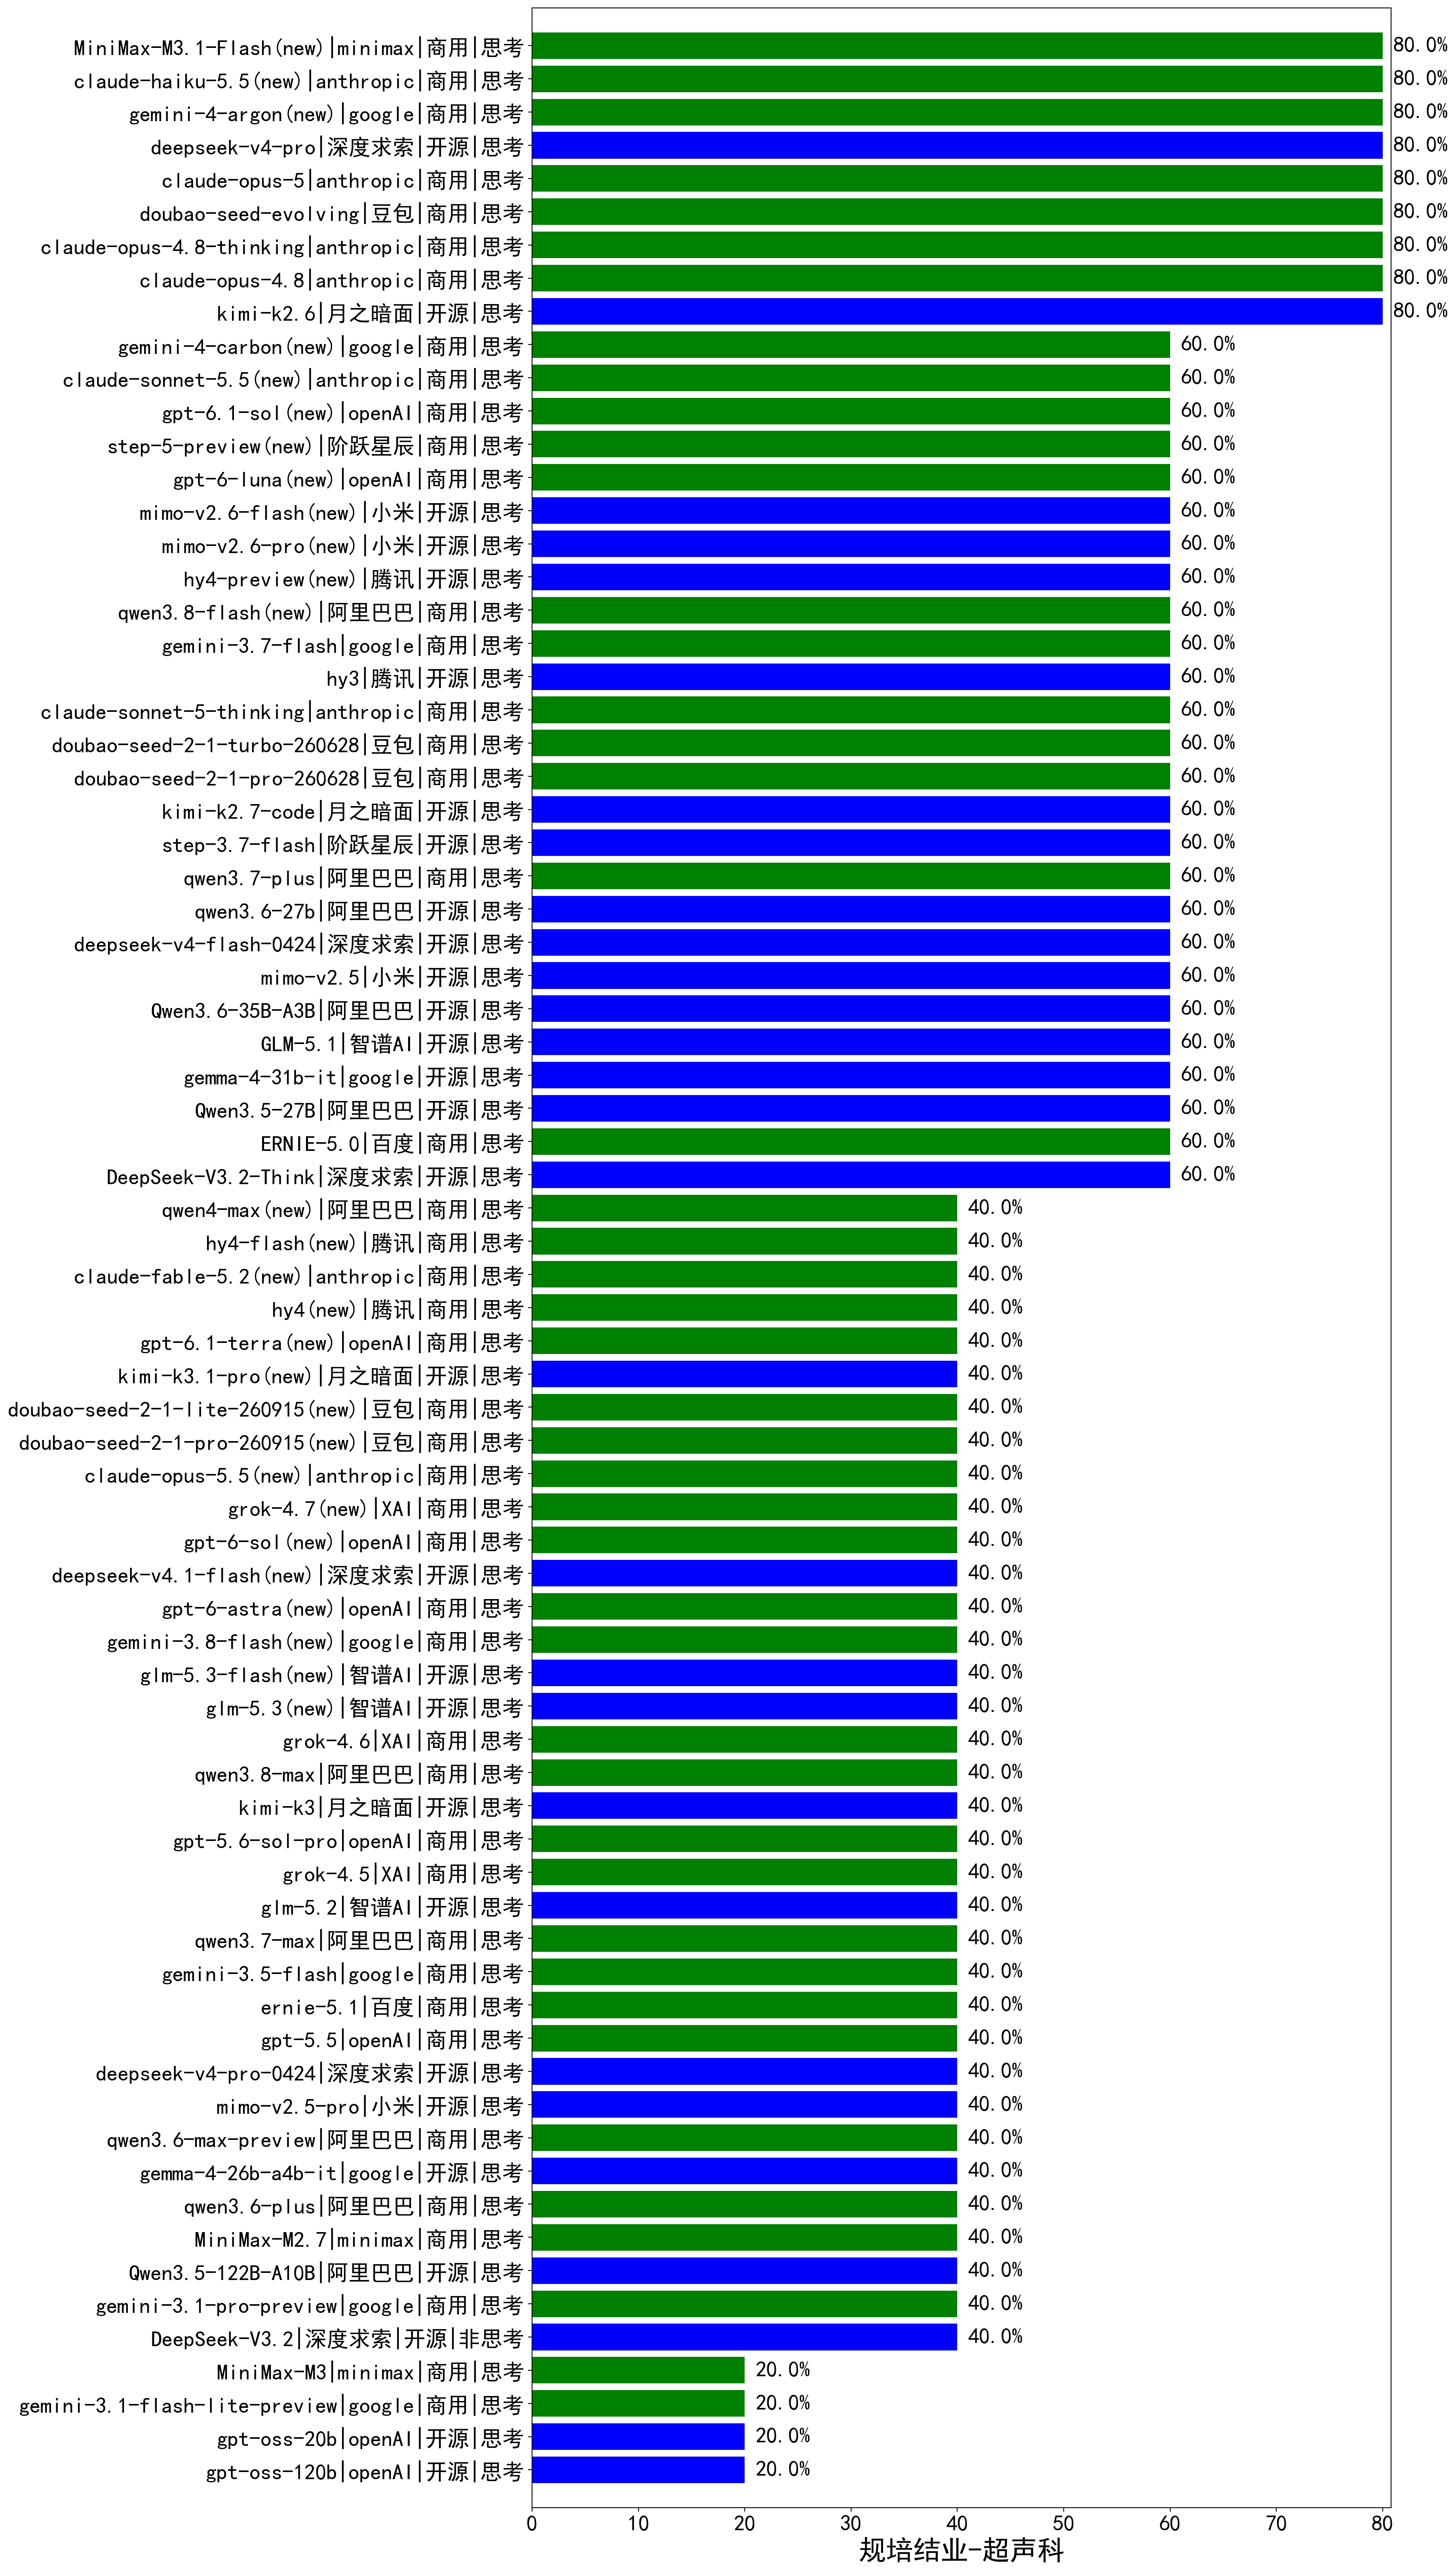 MiniMax-M3.1-Flash(new)|minimax|商用|思考 80.0%
claude-haiku-5.5(new)|anthropic|商用|思考 80.0%
gemini-4-argon(new)|google|商用|思考 80.0%
deepseek-v4-pro|深度求索|开源|思考 80.0%
claude-opus-5|anthropic|商用|思考 80.0%
doubao-seed-evolving|豆包|商用|思考 80.0%
claude-opus-4.8-thinking|anthropic|商用|思考 80.0%
claude-opus-4.8|anthropic|商用|思考 80.0%
kimi-k2.6|月之暗面|开源|思考 80.0%
gemini-4-carbon(new)|google|商用|思考 60.0%
claude-sonnet-5.5(new)|anthropic|商用|思考 60.0%
gpt-6.1-sol(new)|openAI|商用|思考 60.0%
step-5-preview(new)|阶跃星辰|商用|思考 60.0%
gpt-6-luna(new)|openAI|商用|思考 60.0%
mimo-v2.6-flash(new)|小米|开源|思考 60.0%
mimo-v2.6-pro(new)|小米|开源|思考 60.0%
hy4-preview(new)|腾讯|开源|思考 60.0%
qwen3.8-flash(new)|阿里巴巴|商用|思考 60.0%
gemini-3.7-flash|google|商用|思考 60.0%
hy3|腾讯|开源|思考 60.0%
claude-sonnet-5-thinking|anthropic|商用|思考 60.0%
doubao-seed-2-1-turbo-260628|豆包|商用|思考 60.0%
doubao-seed-2-1-pro-260628|豆包|商用|思考 60.0%
kimi-k2.7-code|月之暗面|开源|思考 60.0%
step-3.7-flash|阶跃星辰|开源|思考 60.0%
qwen3.7-plus|阿里巴巴|商用|思考 60.0%
qwen3.6-27b|阿里巴巴|开源|思考 60.0%
deepseek-v4-flash-0424|深度求索|开源|思考 60.0%
mimo-v2.5|小米|开源|思考 60.0%
Qwen3.6-35B-A3B|阿里巴巴|开源|思考 60.0%
GLM-5.1|智谱AI|开源|思考 60.0%
gemma-4-31b-it|google|开源|思考 60.0%
Qwen3.5-27B|阿里巴巴|开源|思考 60.0%
ERNIE-5.0|百度|商用|思考 60.0%
DeepSeek-V3.2-Think|深度求索|开源|思考 60.0%
qwen4-max(new)|阿里巴巴|商用|思考 40.0%
hy4-flash(new)|腾讯|商用|思考 40.0%
claude-fable-5.2(new)|anthropic|商用|思考 40.0%
hy4(new)|腾讯|商用|思考 40.0%
gpt-6.1-terra(new)|openAI|商用|思考 40.0%
kimi-k3.1-pro(new)|月之暗面|开源|思考 40.0%
doubao-seed-2-1-lite-260915(new)|豆包|商用|思考 40.0%
doubao-seed-2-1-pro-260915(new)|豆包|商用|思考 40.0%
claude-opus-5.5(new)|anthropic|商用|思考 40.0%
grok-4.7(new)|XAI|商用|思考 40.0%
gpt-6-sol(new)|openAI|商用|思考 40.0%
deepseek-v4.1-flash(new)|深度求索|开源|思考 40.0%
gpt-6-astra(new)|openAI|商用|思考 40.0%
gemini-3.8-flash(new)|google|商用|思考 40.0%
glm-5.3-flash(new)|智谱AI|开源|思考 40.0%
glm-5.3(new)|智谱AI|开源|思考 40.0%
grok-4.6|XAI|商用|思考 40.0%
qwen3.8-max|阿里巴巴|商用|思考 40.0%
kimi-k3|月之暗面|开源|思考 40.0%
gpt-5.6-sol-pro|openAI|商用|思考 40.0%
grok-4.5|XAI|商用|思考 40.0%
glm-5.2|智谱AI|开源|思考 40.0%
qwen3.7-max|阿里巴巴|商用|思考 40.0%
gemini-3.5-flash|google|商用|思考 40.0%
ernie-5.1|百度|商用|思考 40.0%
gpt-5.5|openAI|商用|思考 40.0%
deepseek-v4-pro-0424|深度求索|开源|思考 40.0%
mimo-v2.5-pro|小米|开源|思考 40.0%
qwen3.6-max-preview|阿里巴巴|商用|思考 40.0%
gemma-4-26b-a4b-it|google|开源|思考 40.0%
qwen3.6-plus|阿里巴巴|商用|思考 40.0%
MiniMax-M2.7|minimax|商用|思考 40.0%
Qwen3.5-122B-A10B|阿里巴巴|开源|思考 40.0%
gemini-3.1-pro-preview|google|商用|思考 40.0%
DeepSeek-V3.2|深度求索|开源|非思考 40.0%
MiniMax-M3|minimax|商用|思考 20.0%
gemini-3.1-flash-lite-preview|google|商用|思考 20.0%
gpt-oss-20b|openAI|开源|思考 20.0%
gpt-oss-120b|openAI|开源|思考 20.0%
0 10 20 30 40 50 60 70 80
规培结业-超声科